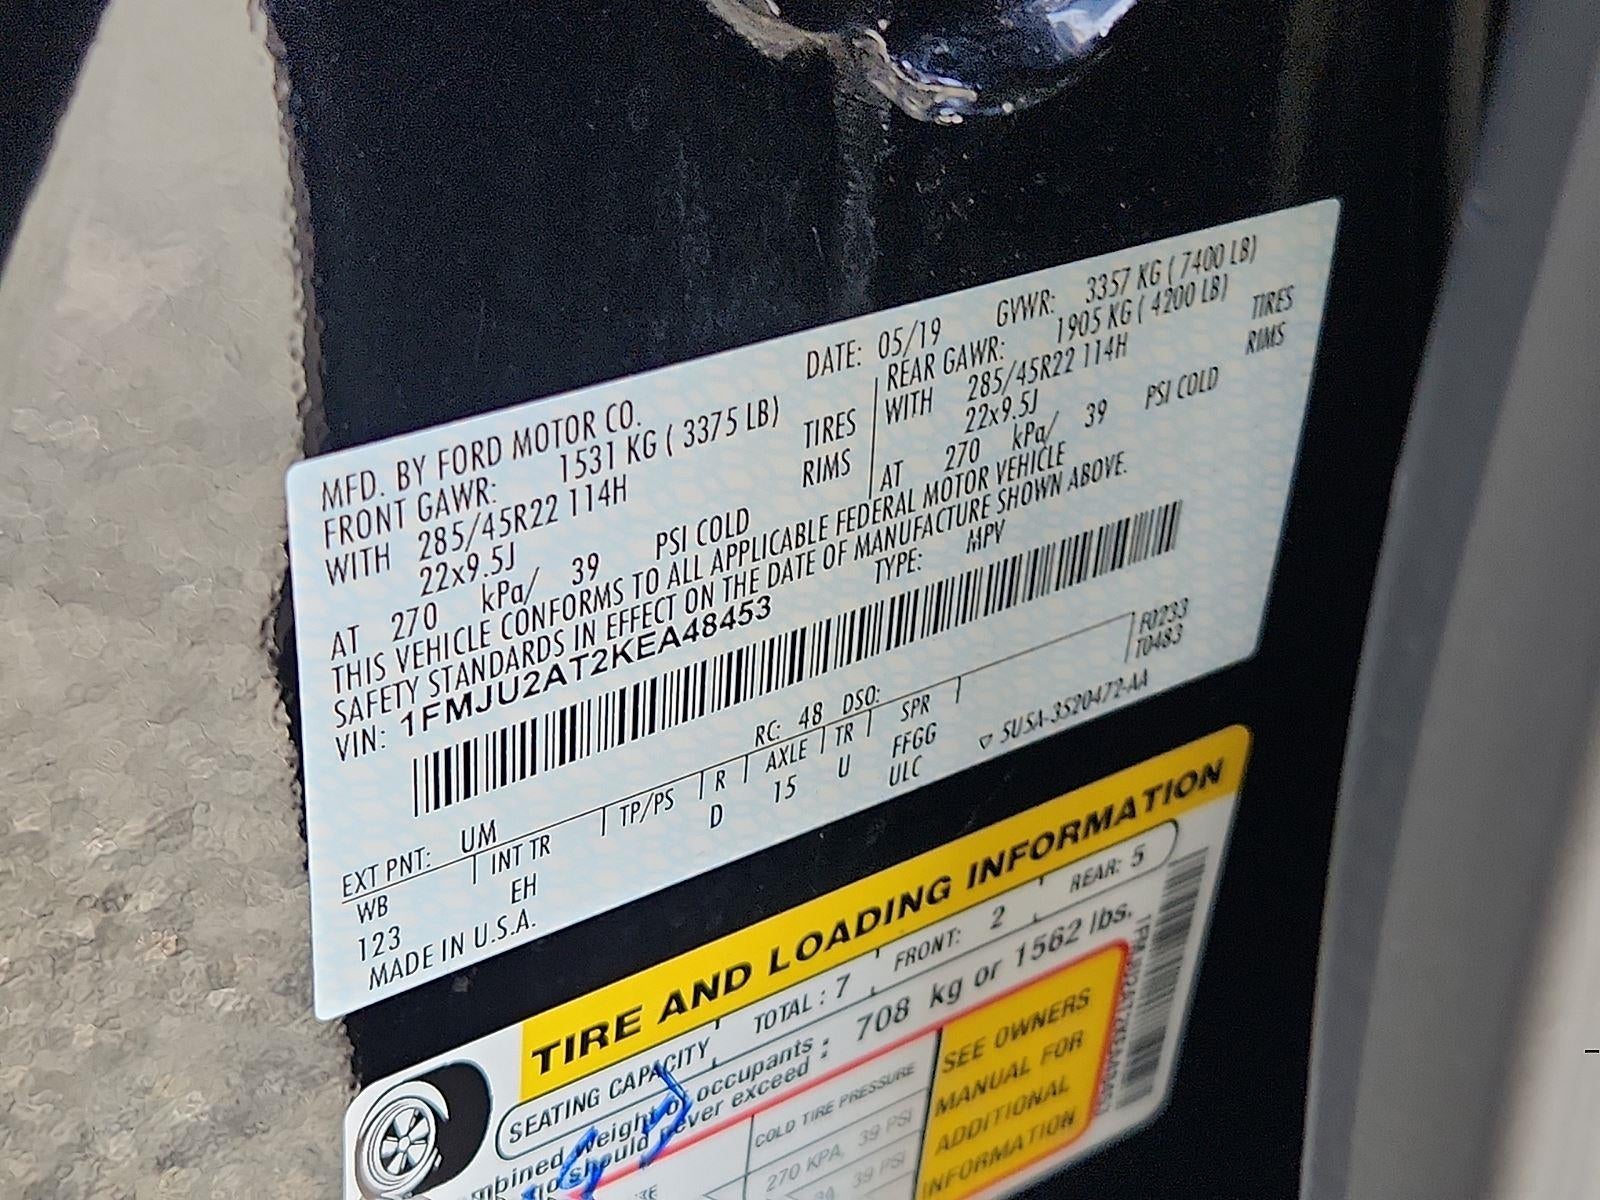 MFD. BY FORD MOTOR CO.
DATE: 05/19 GVWR: 3357 KG ( 7400 LB)
FRONT GAWR: 1531 KG ( 3375 LB)
REAR GAWR: 1905 KG ( 4200 LB)
WITH 285/45R22 114H TIRES
WITH 285/45R22 114H TIRES
22x9.5J RIMS
22x9.5J RIMS
AT 270 kPa/ 39 PSI COLD
AT 270 kPa/ 39 PSI COLD
THIS VEHICLE CONFORMS TO ALL APPLICABLE FEDERAL MOTOR VEHICLE
SAFETY STANDARDS IN EFFECT ON THE DATE OF MANUFACTURE SHOWN ABOVE.
VIN: 1FMJU2AT2KEA48453 TYPE: MPV
F0233
T0483
EXT PNT: UM RC: 48 DSO:
WB INT TR TP/PS R AXLE TR SPR
123 EH D 15 U FFGG
ULC
MADE IN U.S.A. ▽ 5U5A-3520472-AA
TIRE AND LOADING INFORMATION
SEATING CAPACITY TOTAL : 7 FRONT: 2 REAR: 5
weight of occupants : 708 kg or 1562 lbs.
should never exceed
COLD TIRE PRESSURE
270 KPA, 39 PSI
39 PSI
SEE OWNERS
MANUAL FOR
ADDITIONAL
INFORMATION